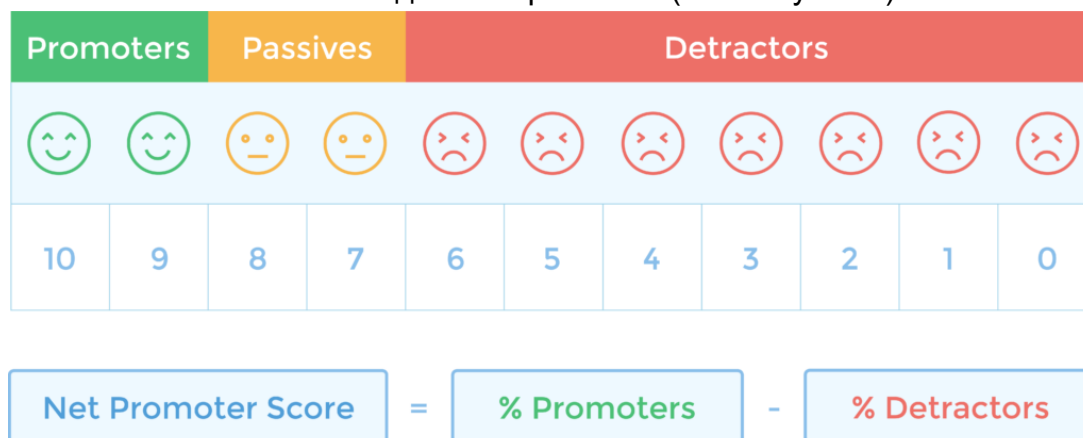 Promoters Passives Detractors
10 9 8 7 6 5 4 3 2 1 0
Net Promoter Score = % Promoters - % Detractors